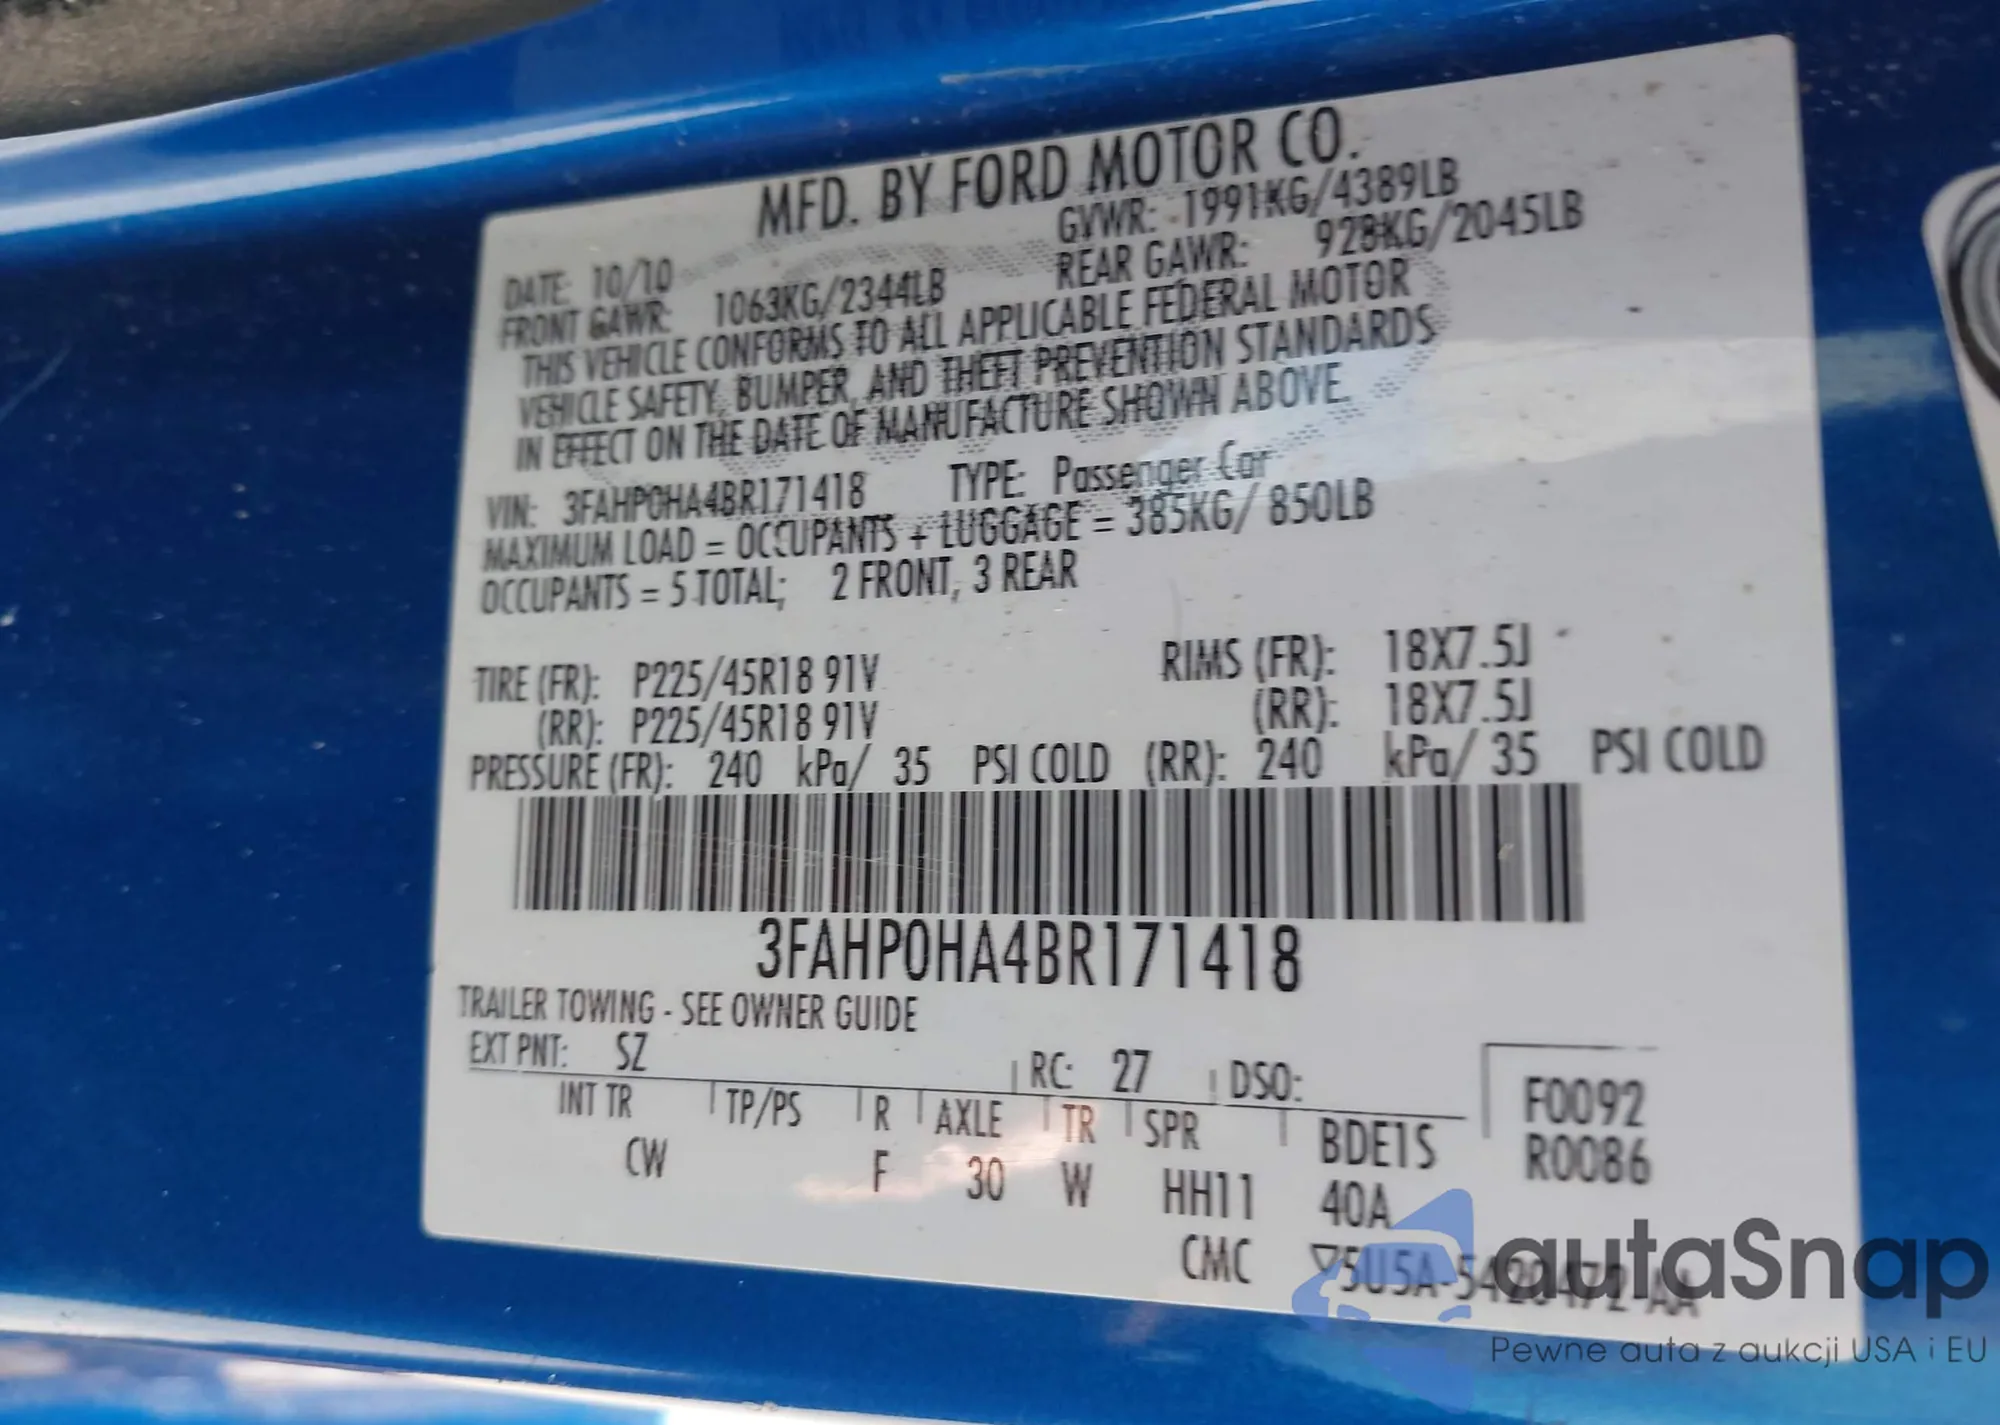 MFD. BY FORD MOTOR CO.
DATE: 10/10 GVWR: 1991KG/4389LB
FRONT GAWR: 1063KG/2344LB REAR GAWR: 928KG/2045LB
THIS VEHICLE CONFORMS TO ALL APPLICABLE FEDERAL MOTOR
VEHICLE SAFETY, BUMPER, AND THEFT PREVENTION STANDARDS
IN EFFECT ON THE DATE OF MANUFACTURE SHOWN ABOVE.
VIN: 3FAHP0HA4BR171418 TYPE: Passenger Car
MAXIMUM LOAD = OCCUPANTS + LUGGAGE = 385KG/ 850LB
OCCUPANTS = 5 TOTAL; 2 FRONT, 3 REAR
TIRE (FR): P225/45R18 91V RIMS (FR): 18X7.5J
(RR): P225/45R18 91V (RR): 18X7.5J
PRESSURE (FR): 240 kPa/ 35 PSI COLD (RR): 240 kPa/ 35 PSI COLD
3FAHP0HA4BR171418
TRAILER TOWING - SEE OWNER GUIDE
EXT PNT: SZ RC: 27 DSO: F0092
INT TR TP/PS R AXLE TR SPR BDE1S R0086
CW F 30 W HH11 40A
CMC 5U5A-5420472-AA
autaSnap
Pewne auta z aukcji USA i EU